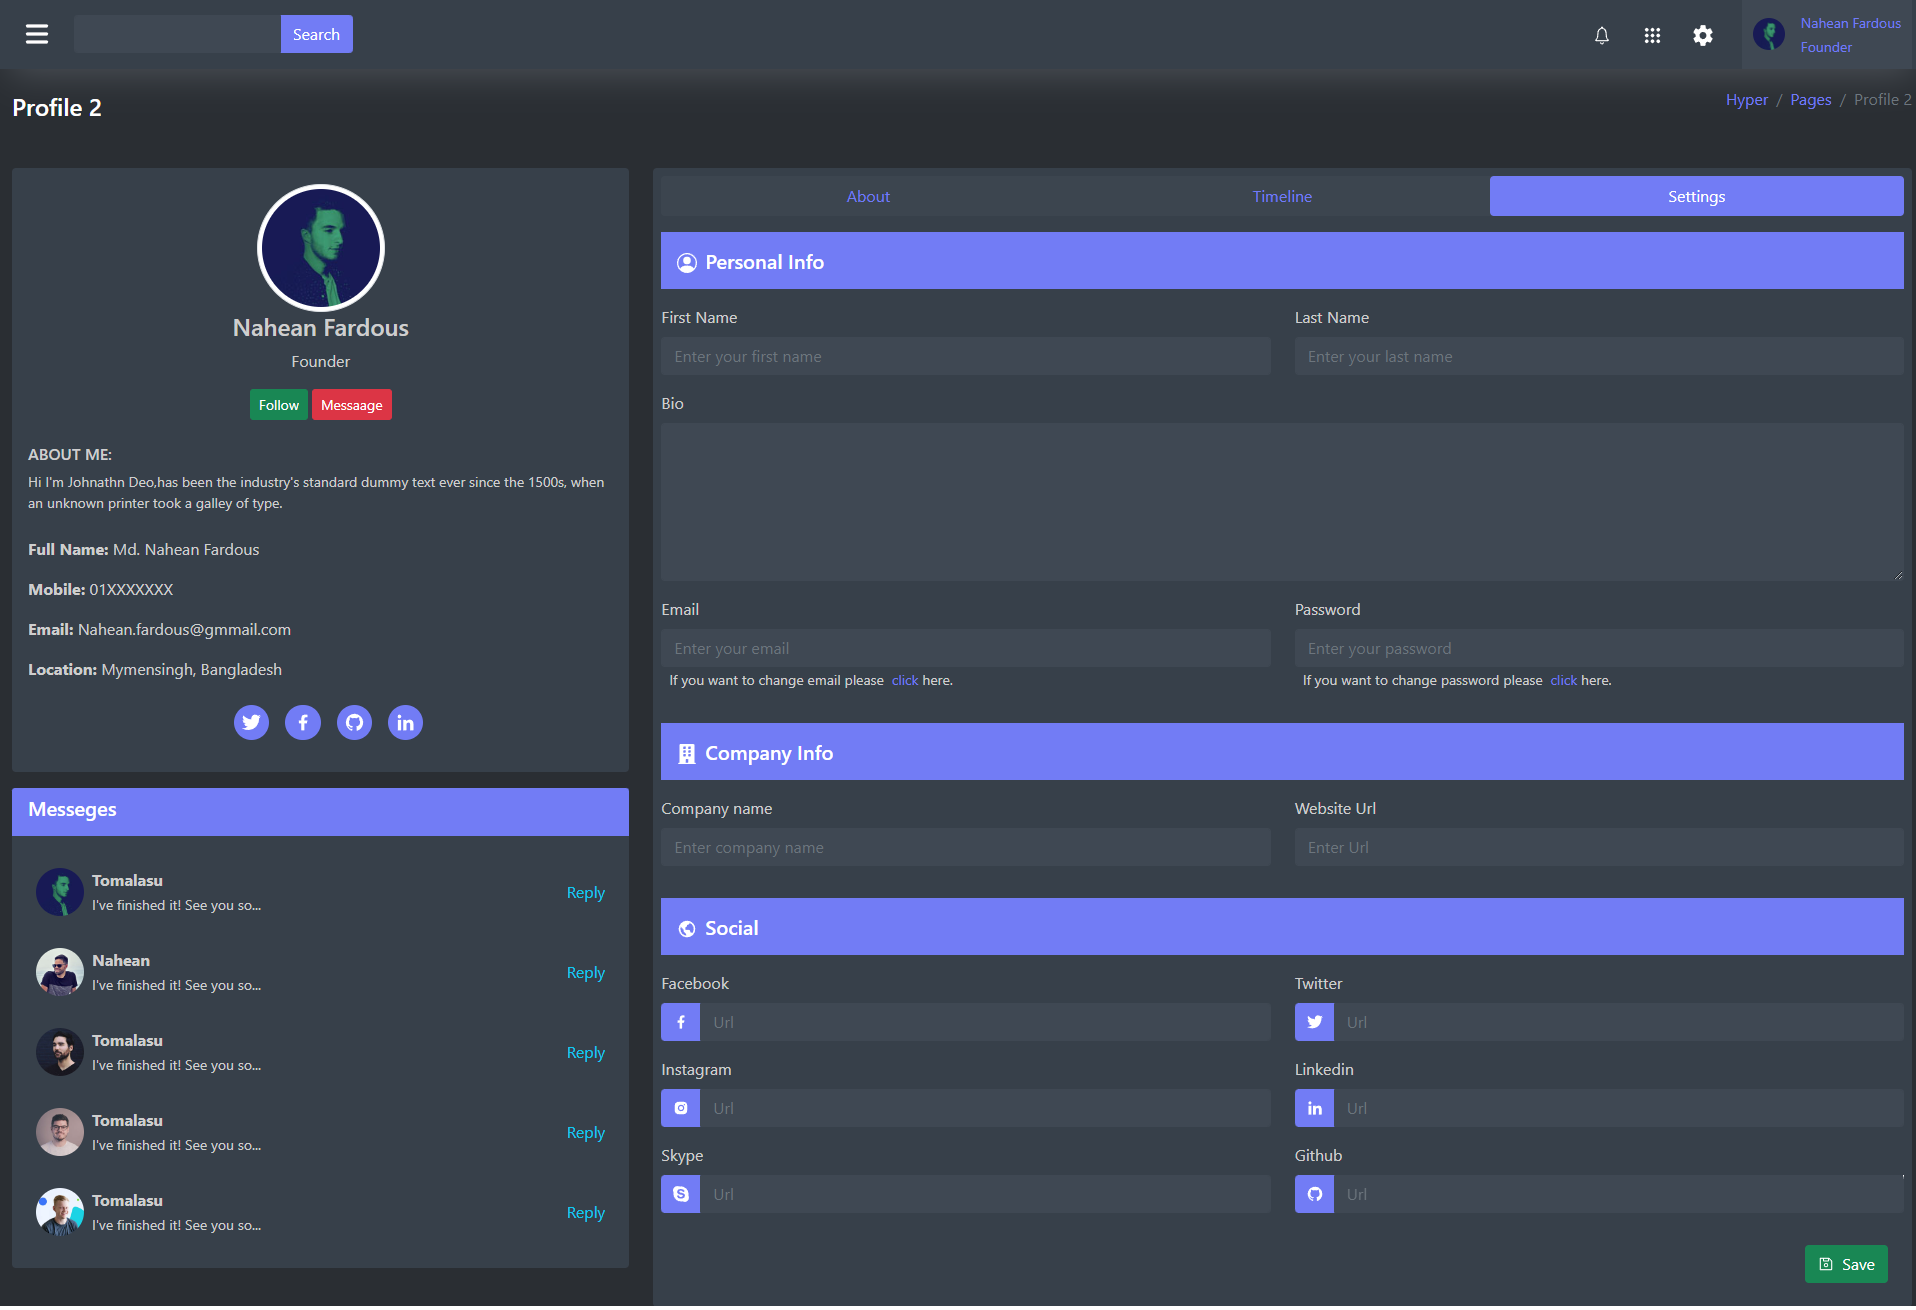 Search
Nahean Fardous
Founder
Profile 2
Hyper / Pages / Profile 2
Nahean Fardous
Founder
Follow Messaage
ABOUT ME:
Hi I'm Johnathn Deo,has been the industry's standard dummy text ever since the 1500s, when
an unknown printer took a galley of type.
Full Name: Md. Nahean Fardous
Mobile: 01XXXXXXX
Email: Nahean.fardous@gmmail.com
Location: Mymensingh, Bangladesh
Messeges
Tomalasu
I've finished it! See you so...
Reply
Nahean
I've finished it! See you so...
Reply
Tomalasu
I've finished it! See you so...
Reply
Tomalasu
I've finished it! See you so...
Reply
Tomalasu
I've finished it! See you so...
Reply
About Timeline Settings
Personal Info
First Name
Enter your first name
Last Name
Enter your last name
Bio
Email
Enter your email
If you want to change email please click here.
Password
Enter your password
If you want to change password please click here.
Company Info
Company name
Enter company name
Website Url
Enter Url
Social
Facebook
Url
Twitter
Url
Instagram
Url
Linkedin
Url
Skype
Url
Github
Url
Save